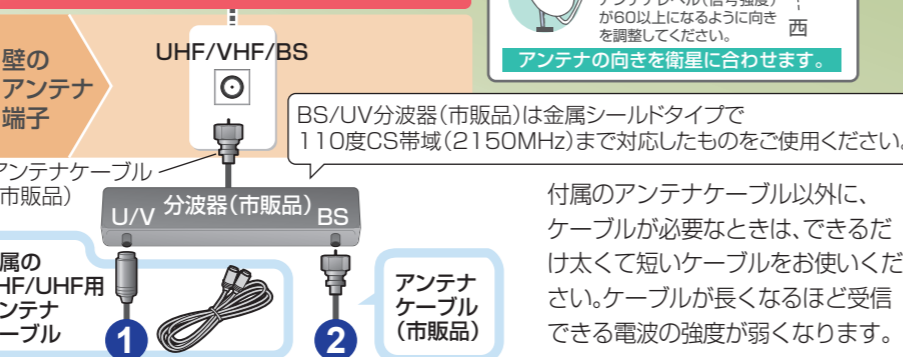 アンテナレベル（信号強度）
が60以上になるように向き
を調整してください。
西
アンテナの向きを衛星に合わせます。
壁の
アンテナ
端子
UHF/VHF/BS
BS/UV分波器（市販品）は金属シールドタイプで
110度CS帯域（2150MHz）まで対応したものをご使用ください。
アンテナケーブル
市販品）
U/V 分波器（市販品） BS
属の
HF/UHF用
ンテナ
ーブル
1
2
アンテナ
ケーブル
（市販品）
付属のアンテナケーブル以外に、
ケーブルが必要なときは、できるだ
け太くて短いケーブルをお使いくだ
さい。ケーブルが長くなるほど受信
できる電波の強度が弱くなります。